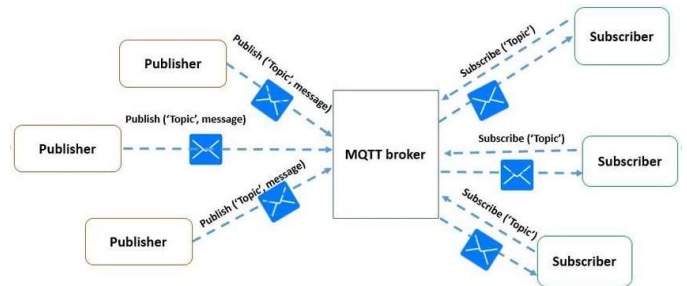 Publisher
Publish ('Topic', message)
Publish ('Topic', message)
Publisher
Publish ('Topic', message)
Publisher
MQTT broker
Subscribe ('Topic')
Subscriber
Subscribe ('Topic')
Subscriber
Subscribe ('Topic')
Subscriber